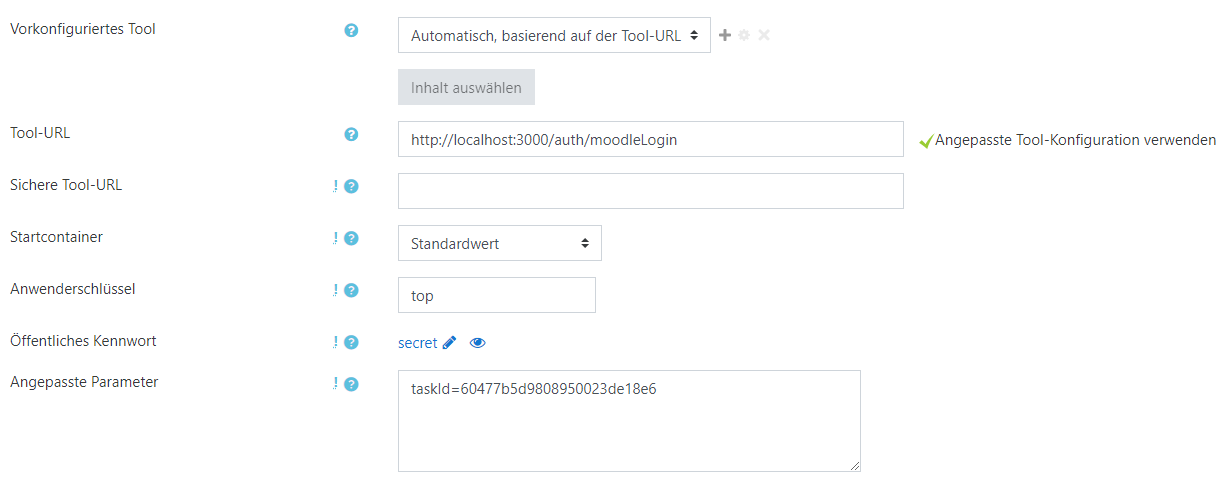 Vorkonfiguriertes Tool
Automatisch, basierend auf der Tool-URL
Inhalt auswählen
Tool-URL
http://localhost:3000/auth/moodleLogin
Angepasste Tool-Konfiguration verwenden
Sichere Tool-URL
Startcontainer
Standardwert
Anwenderschlüssel
top
Öffentliches Kennwort
secret
Angepasste Parameter
taskId=60477b5d9808950023de18e6